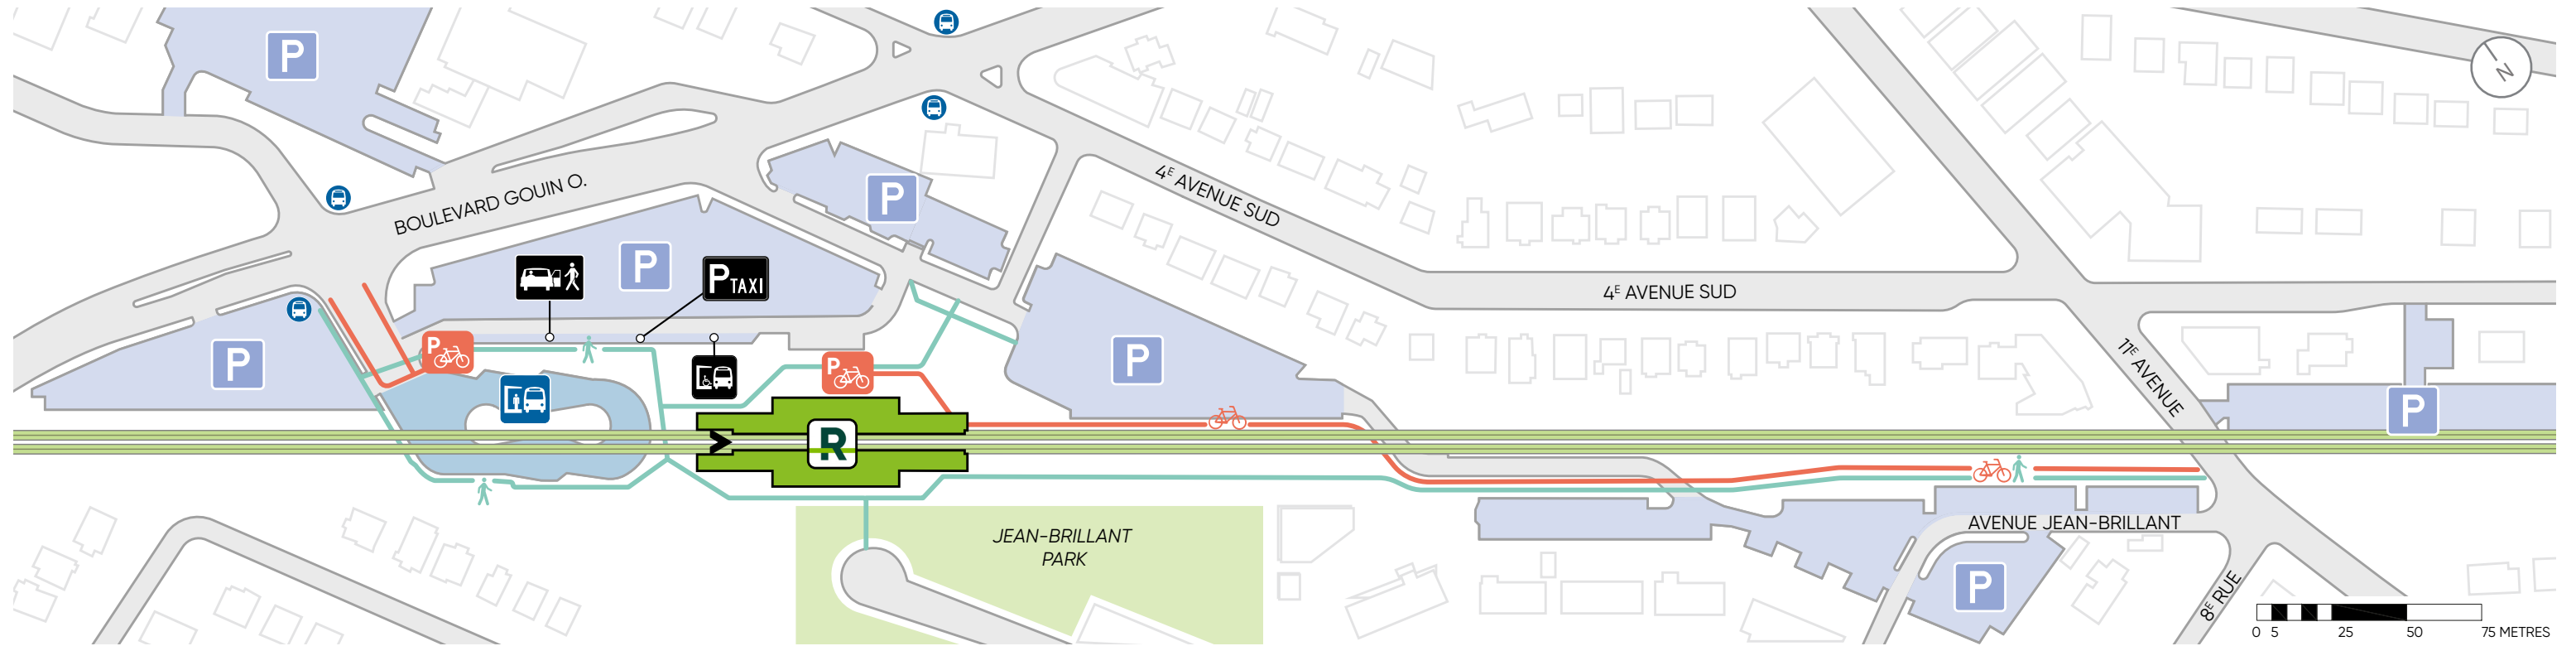 P
N
P
BOULEVARD GOUIN O.
4E AVENUE SUD
P
P TAXI
4E AVENUE SUD
P
P
P
P
11E AVENUE
P
R
AVENUE JEAN-BRILLANT
JEAN-BRILLANT
PARK
P
8E RUE
0 5 25 50 75 METRES